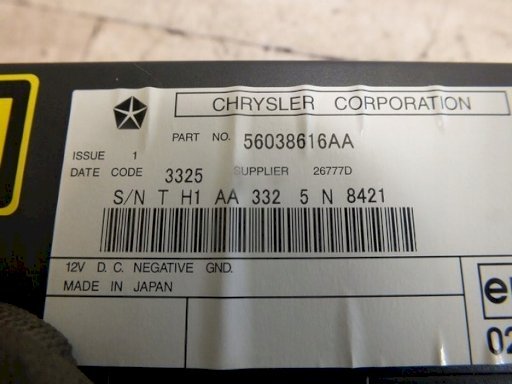 CHRYSLER CORPORATION
PART NO. 56038616AA
ISSUE 1
DATE CODE 3325 SUPPLIER 26777D
S/N T H1 AA 332 5 N 8421
12V D. C. NEGATIVE GND.
MADE IN JAPAN
02